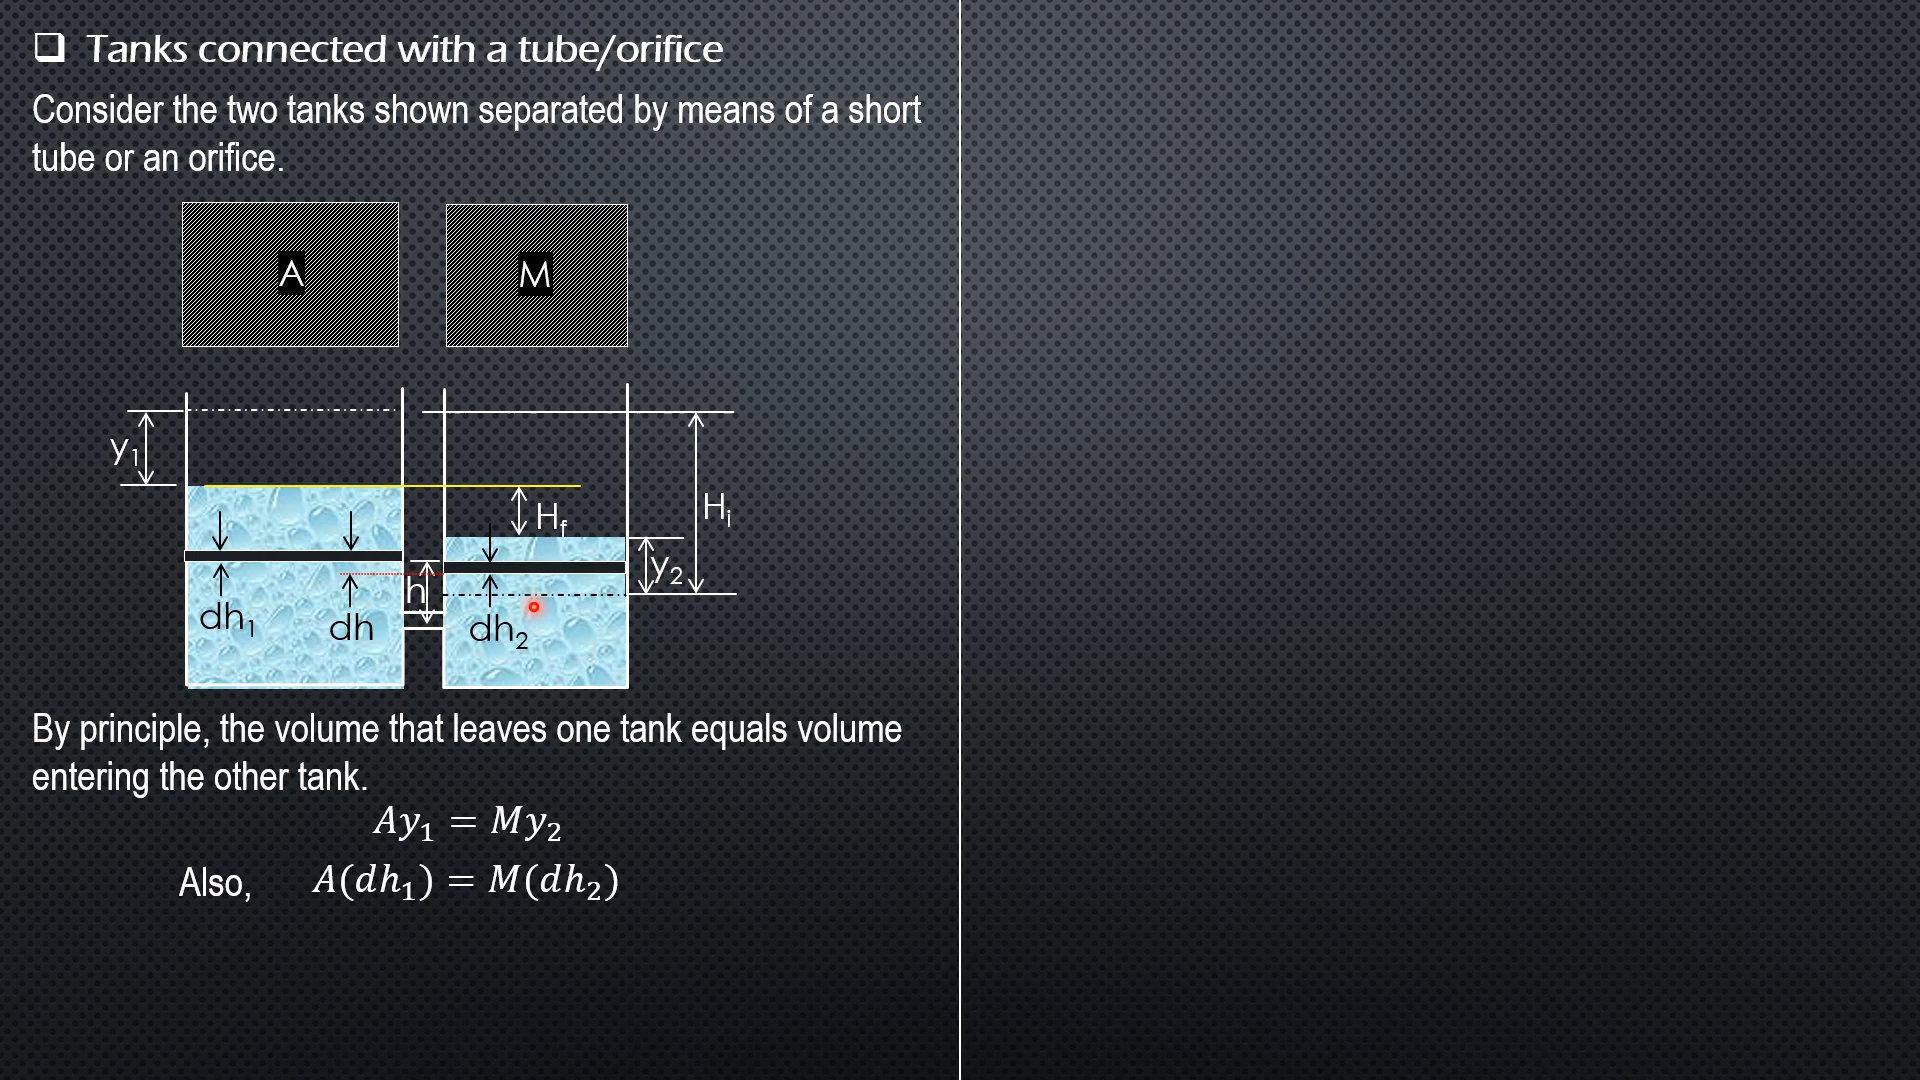 ❑ Tanks connected with a tube/orifice
Consider the two tanks shown separated by means of a short
tube or an orifice.
A
M
y₁
H_f
H_i
y₂
h
dh₁
dh
dh₂
By principle, the volume that leaves one tank equals volume
entering the other tank.
Ay₁ = My₂
Also, A(dh₁) = M(dh₂)